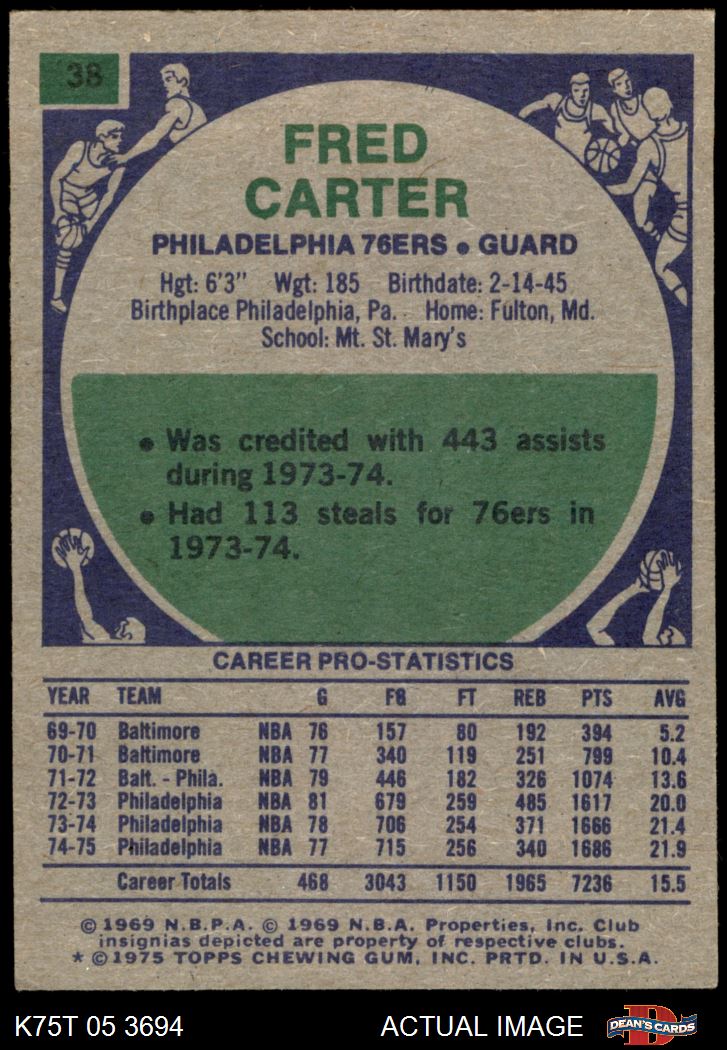 38
FRED
CARTER
PHILADELPHIA 76ERS • GUARD
Hgt: 6'3" Wgt: 185 Birthdate: 2-14-45
Birthplace Philadelphia, Pa. Home: Fulton, Md.
School: Mt. St. Mary's
• Was credited with 443 assists
during 1973-74.
• Had 113 steals for 76ers in
1973-74.
CAREER PRO-STATISTICS
YEAR TEAM G FG FT REB PTS AVG
69-70 Baltimore NBA 76 157 80 192 394 5.2
70-71 Baltimore NBA 77 340 119 251 799 10.4
71-72 Balt. - Phila. NBA 79 446 182 326 1074 13.6
72-73 Philadelphia NBA 81 679 259 485 1617 20.0
73-74 Philadelphia NBA 78 706 254 371 1666 21.4
74-75 Philadelphia NBA 77 715 256 340 1686 21.9
Career Totals 468 3043 1150 1965 7236 15.5
© 1969 N.B.P.A. © 1969 N.B.A. Properties, Inc. Club
insignias depicted are property of respective clubs.
* © 1975 TOPPS CHEWING GUM, INC. PRTD. IN U.S.A.
K75T 05 3694 ACTUAL IMAGE D DEAN'S CARDS